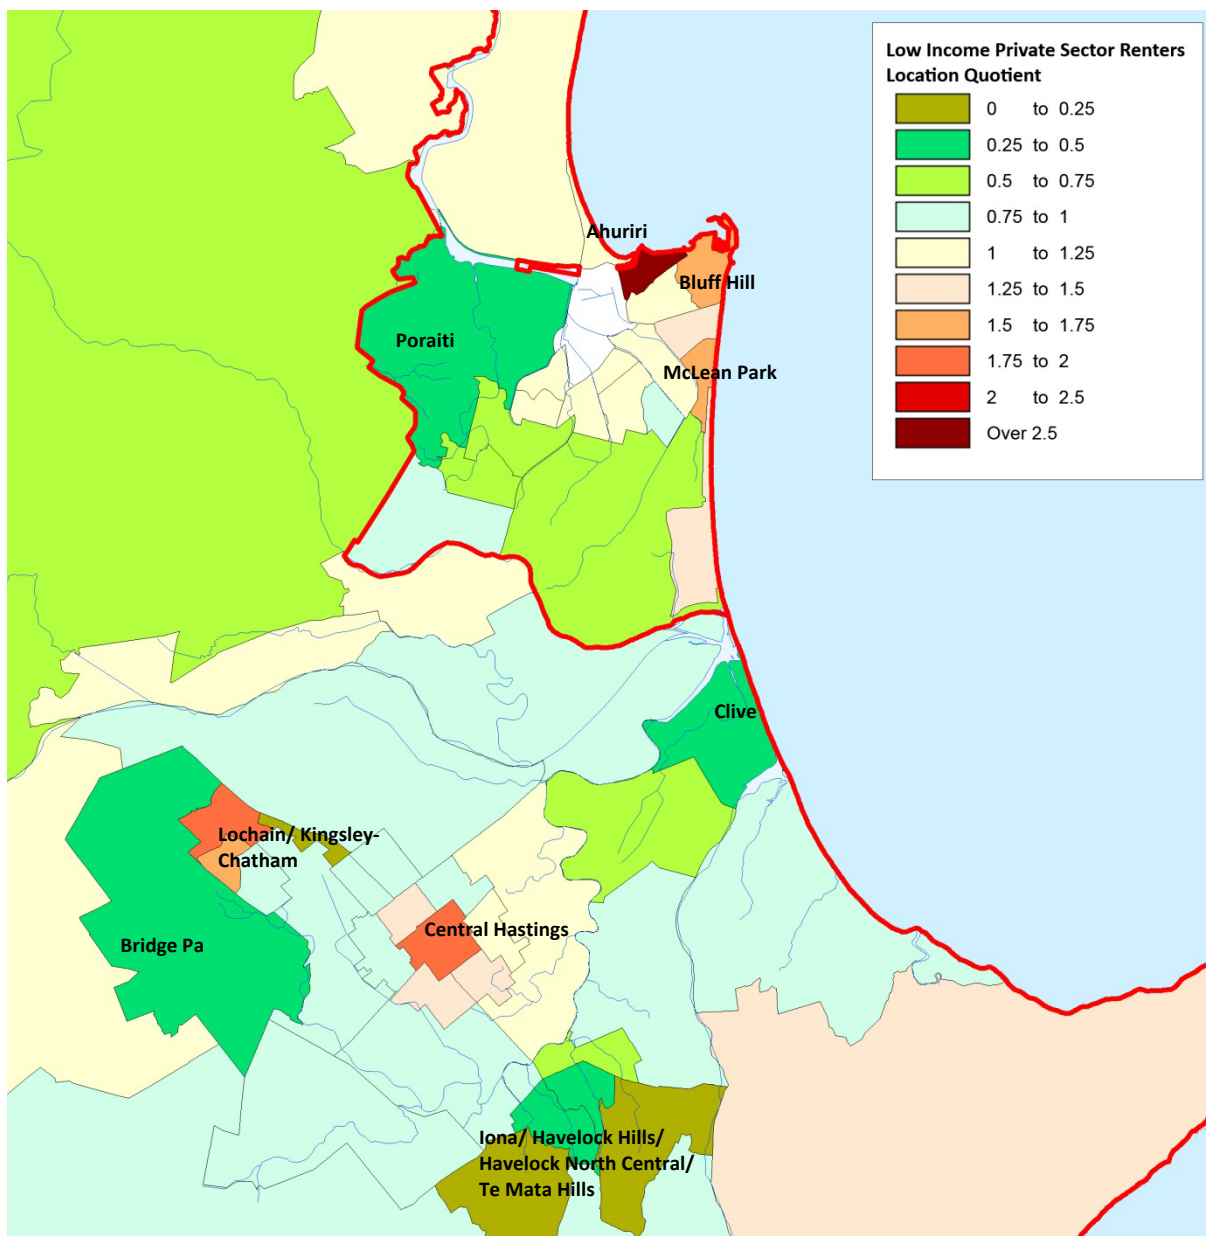 Low Income Private Sector Renters
Location Quotient
0 to 0.25
0.25 to 0.5
0.5 to 0.75
0.75 to 1
1 to 1.25
1.25 to 1.5
1.5 to 1.75
1.75 to 2
2 to 2.5
Over 2.5
Ahuriri
Bluff Hill
Poraiti
McLean Park
Clive
Lochain/ Kingsley-
Chatham
Central Hastings
Bridge Pa
Iona/ Havelock Hills/
Havelock North Central/
Te Mata Hills